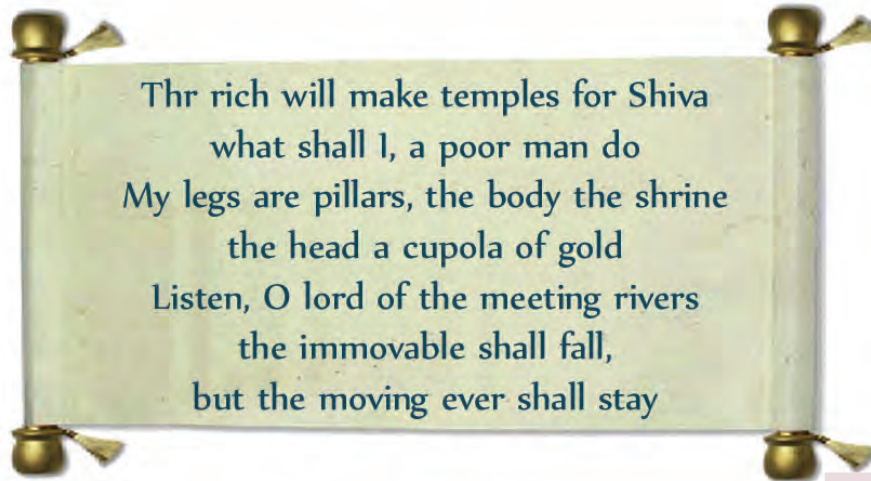 Thr rich will make temples for Shiva
what shall I, a poor man do
My legs are pillars, the body the shrine
the head a cupola of gold
Listen, O lord of the meeting rivers
the immovable shall fall,
but the moving ever shall stay